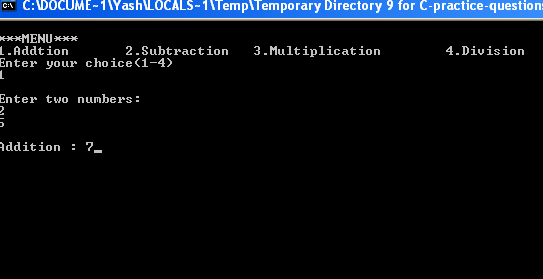 C:\DOCUME~1\Yash\LOCALS~1\Temp\Temporary Directory 9 for C-practice-questions
***MENU***
1.Addtion 2.Subtraction 3.Multiplication 4.Division
Enter your choice(1-4)
1
Enter two numbers:
2
5
Addition : 7_